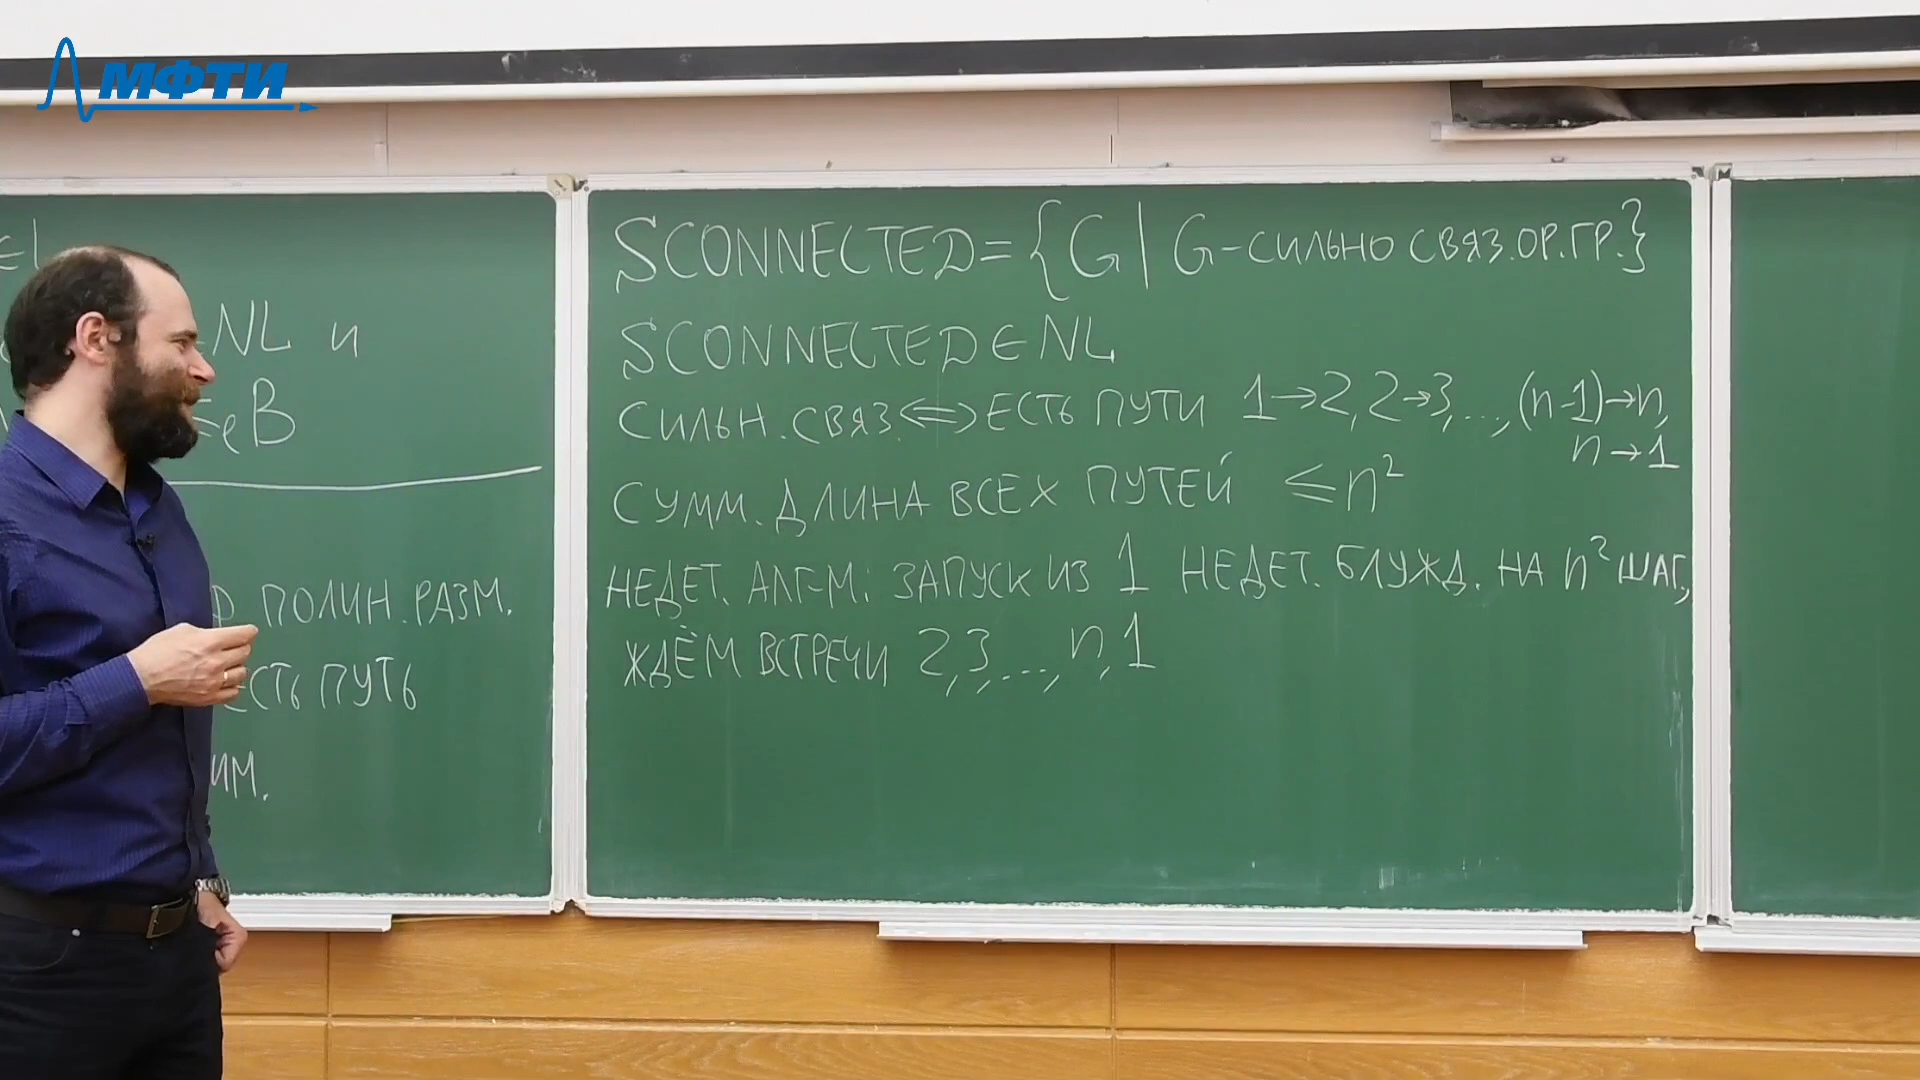 МФТИ
∈L
NL и
≤eB
ПОЛИН.РАЗМ.
ЕСТЬ ПУТЬ
ИМ.
SCONNECTED={G | G-СИЛЬНО СВЯЗ.ОР.ГР.}
SCONNECTED∈NL
СИЛЬН.СВЯЗ.⟺ЕСТЬ ПУТИ 1→2,2→3,...,(n-1)→n,
n→1
СУММ.ДЛИНА ВСЕХ ПУТЕЙ ≤n²
НЕДЕТ. АЛГ-М: ЗАПУСК ИЗ 1 НЕДЕТ. БЛУЖД. НА n² ШАГ.,
ЖДЁМ ВСТРЕЧИ 2,3,...,n,1